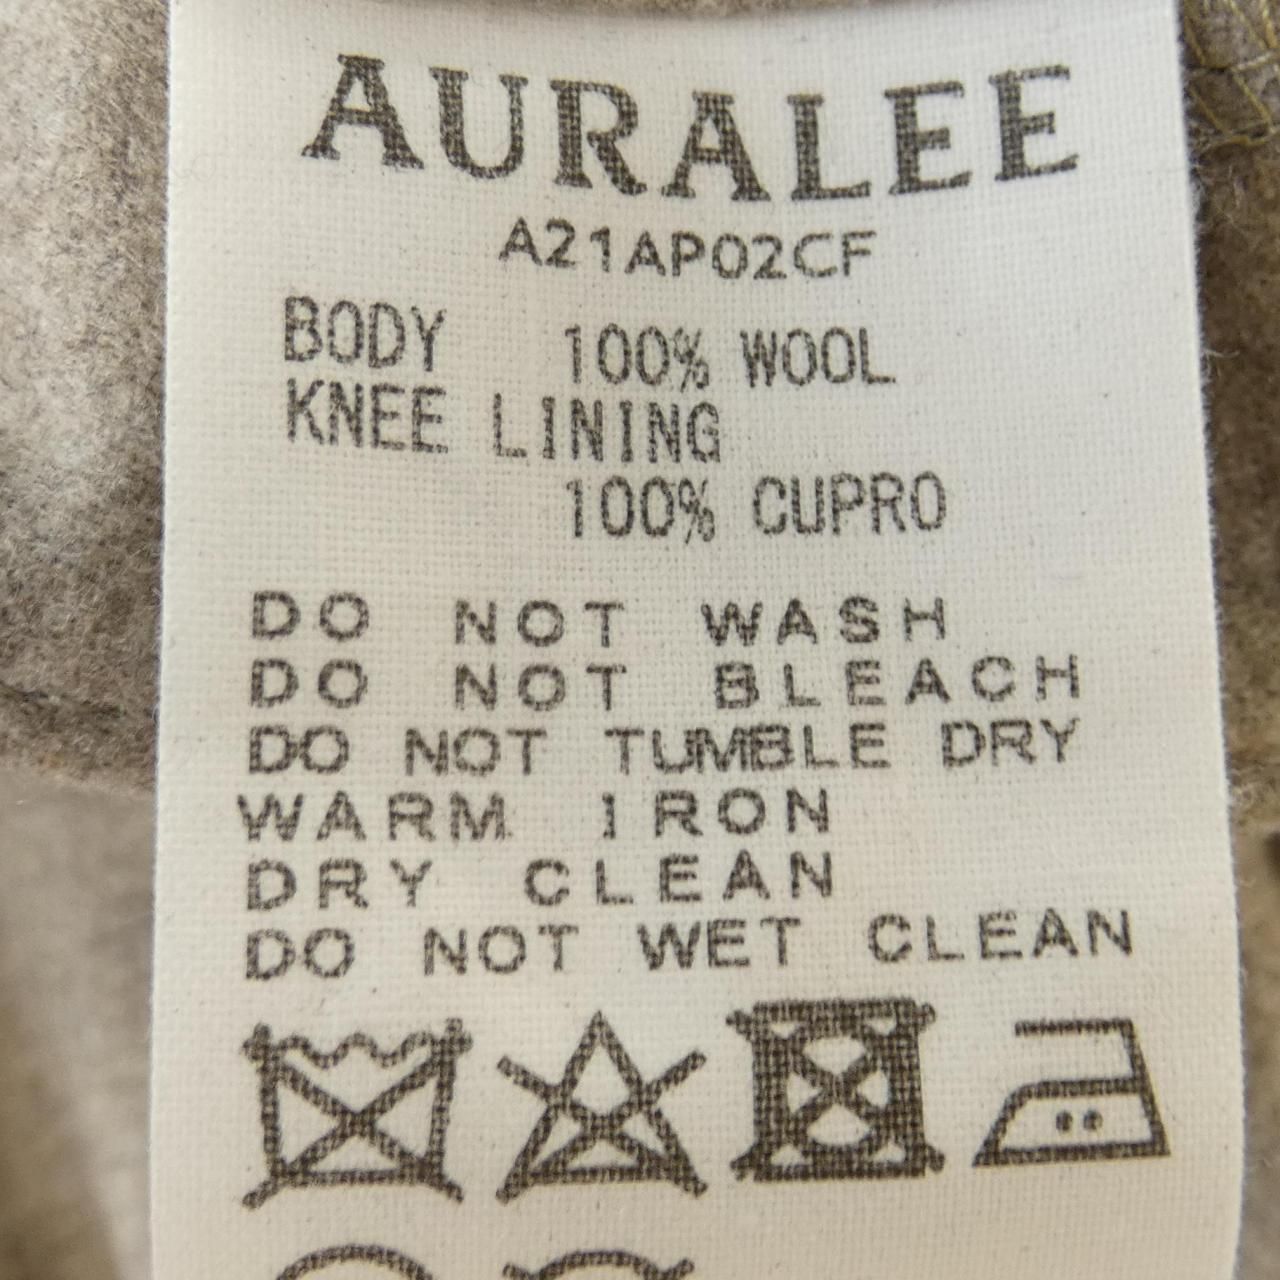 AURALEE
A21AP02CF
BODY 100% WOOL
KNEE LINING
100% CUPRO
DO NOT WASH
DO NOT BLEACH
DO NOT TUMBLE DRY
WARM IRON
DRY CLEAN
DO NOT WET CLEAN